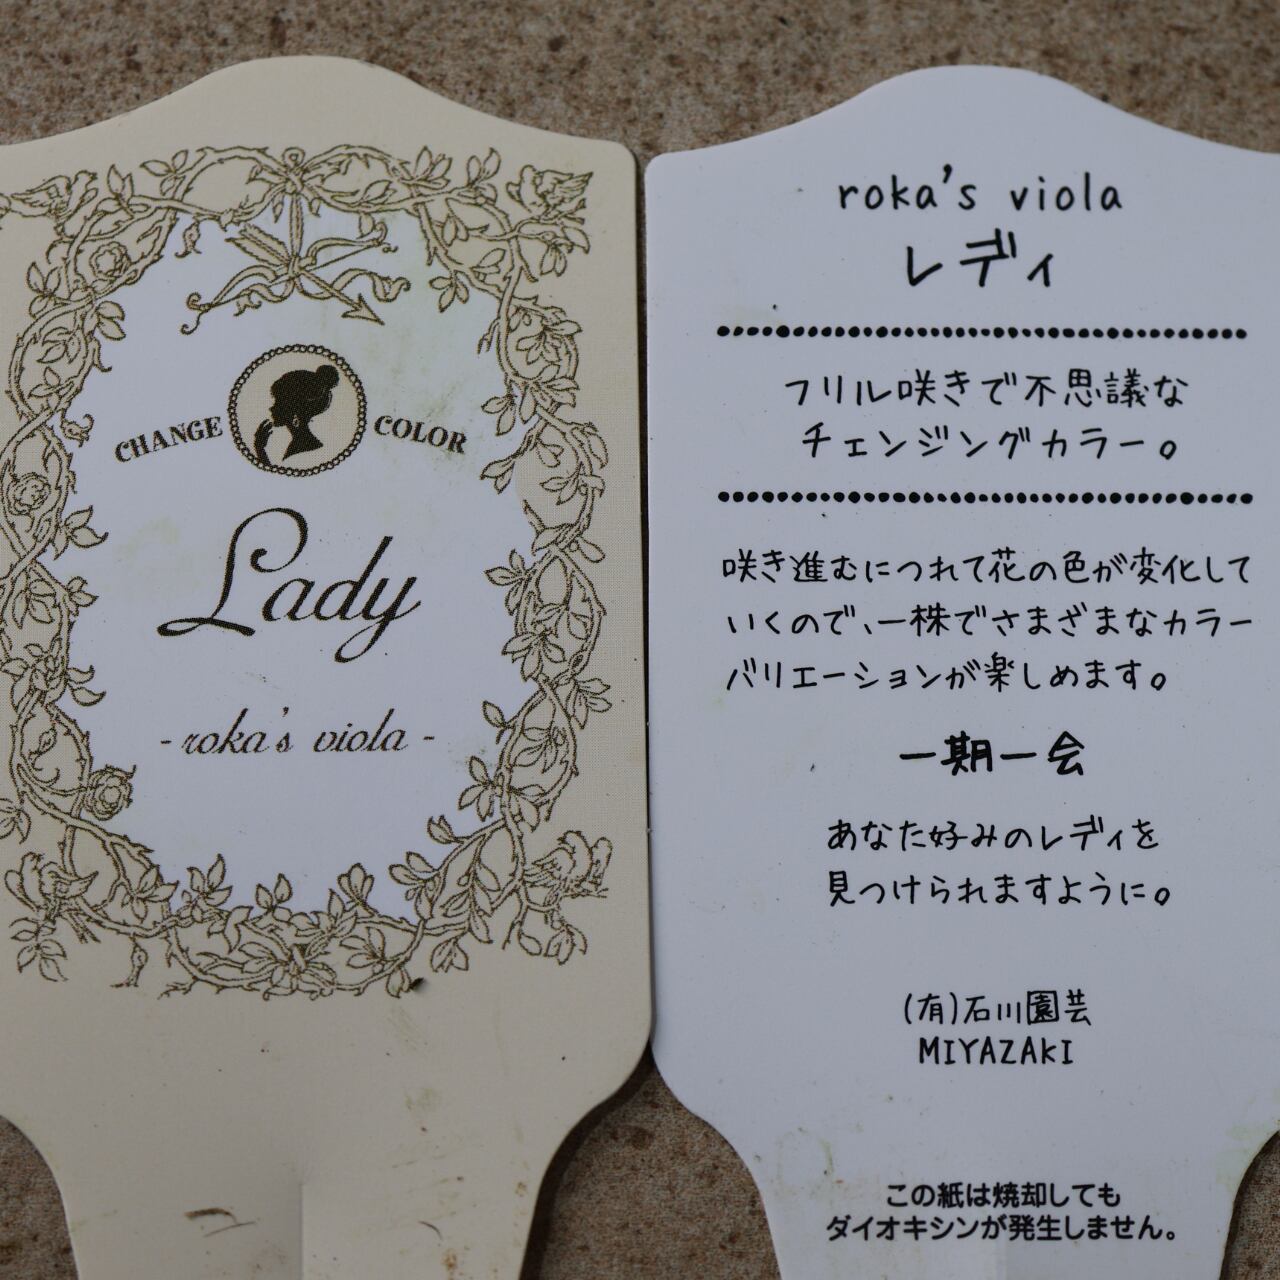 CHANGE COLOR
Lady
- roka's viola -
roka's viola
レディ
フリル咲きで不思議な
チェンジングカラー。
咲き進むにつれて花の色が変化して
いくので、一株でさまざまなカラー
バリエーションが楽しめます。
一期一会
あなた好みのレディを
見つけられますように。
(有)石川園芸
MIYAZAKI
この紙は焼却しても
ダイオキシンが発生しません。